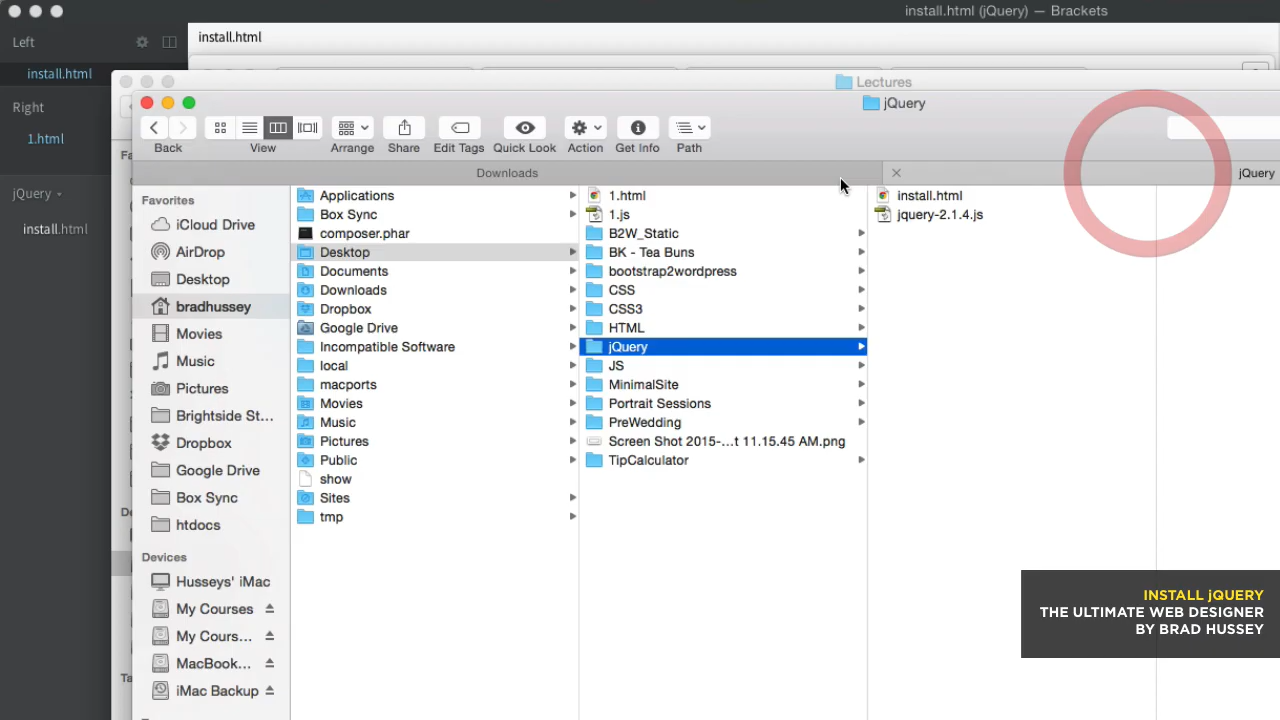 install.html (jQuery) — Brackets
Left
install.html
install.html
Right
1.html
jQuery
install.html
Lectures
jQuery
Back
View
Arrange
Share
Edit Tags
Quick Look
Action
Get Info
Path
Downloads
jQuery
Favorites
iCloud Drive
AirDrop
Desktop
bradhussey
Movies
Music
Pictures
Brightside St...
Dropbox
Google Drive
Box Sync
htdocs
Devices
Husseys' iMac
My Courses
My Cours...
MacBook...
iMac Backup
Applications
Box Sync
composer.phar
Desktop
Documents
Downloads
Dropbox
Google Drive
Incompatible Software
local
macports
Movies
Music
Pictures
Public
show
Sites
tmp
1.html
1.js
B2W_Static
BK - Tea Buns
bootstrap2wordpress
CSS
CSS3
HTML
jQuery
JS
MinimalSite
Portrait Sessions
PreWedding
Screen Shot 2015-...t 11.15.45 AM.png
TipCalculator
install.html
jquery-2.1.4.js
INSTALL jQUERY
THE ULTIMATE WEB DESIGNER
BY BRAD HUSSEY